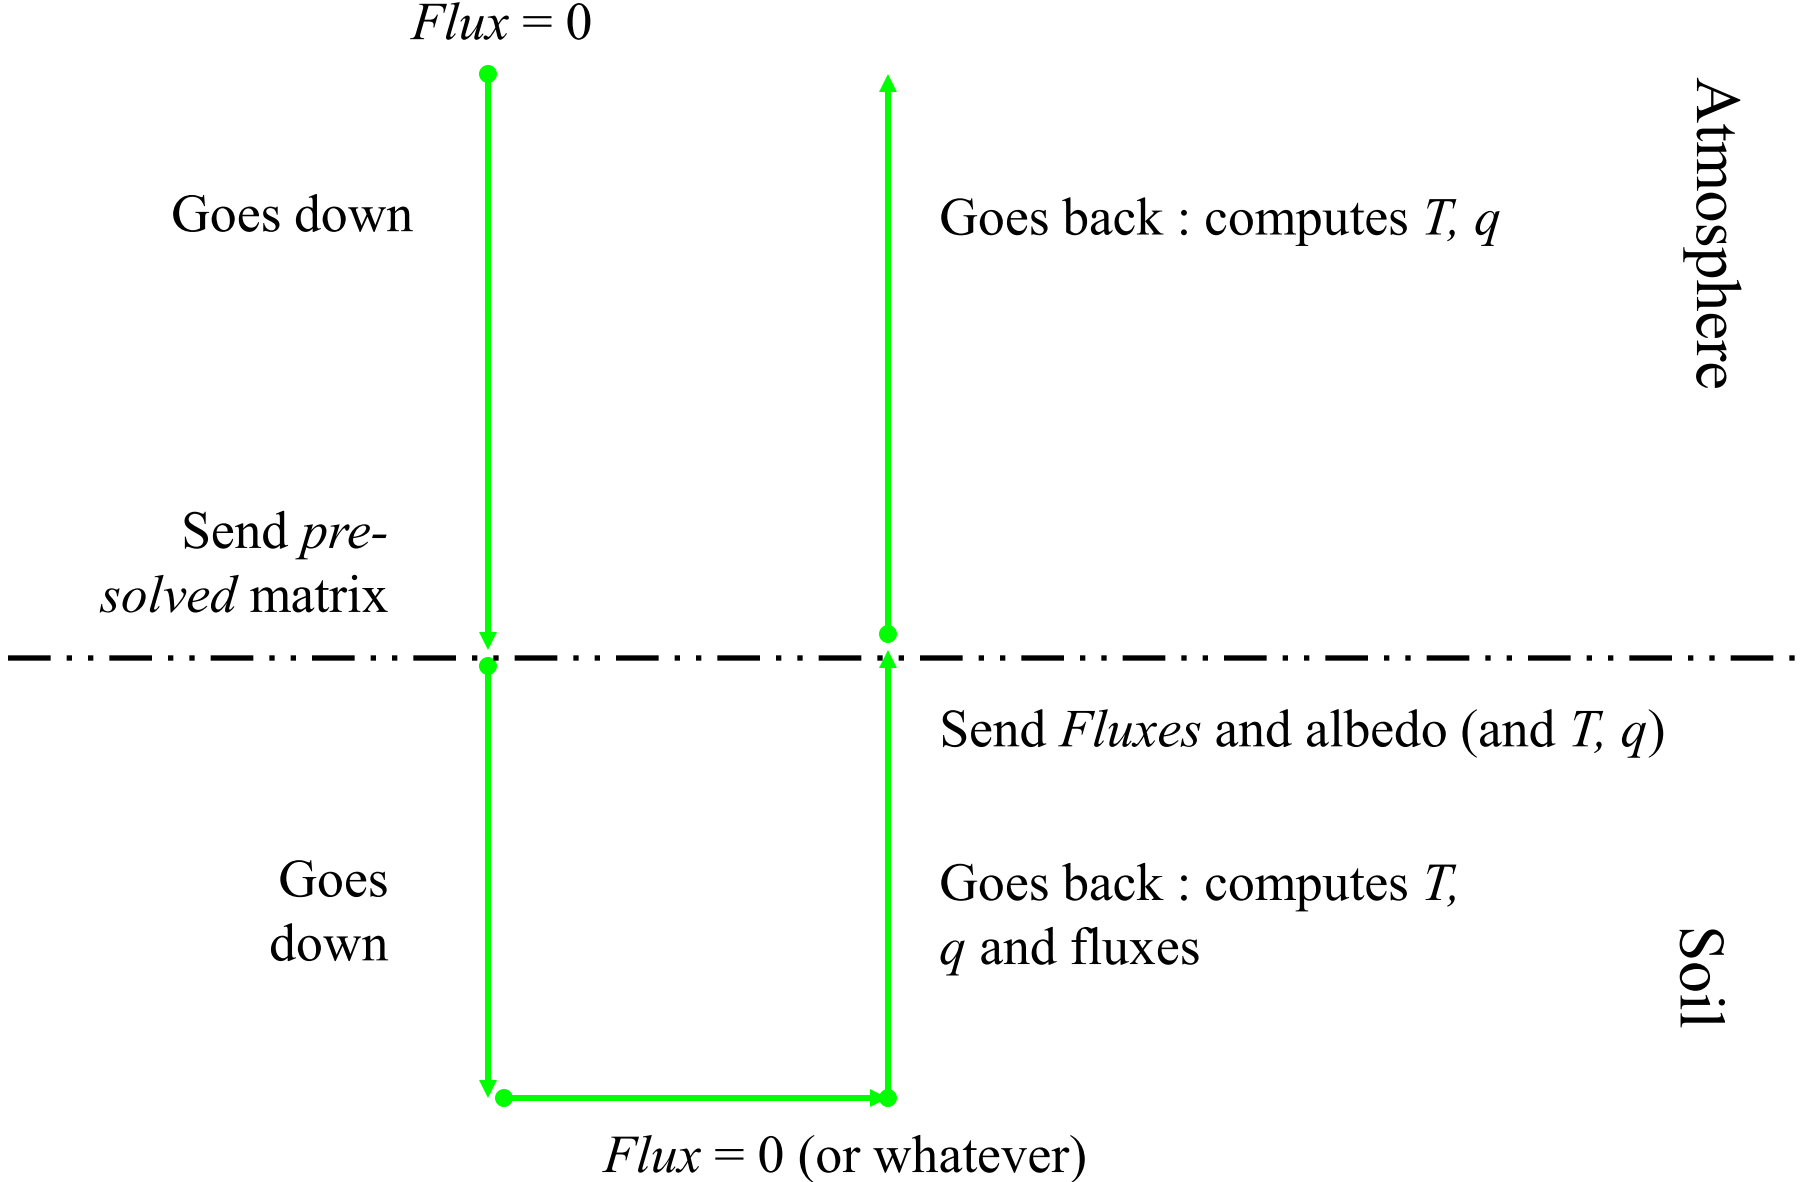 Flux = 0
Goes down
Goes back : computes T, q
Atmosphere
Send pre-
solved matrix
Send Fluxes and albedo (and T, q)
Goes
down
Goes back : computes T,
q and fluxes
Soil
Flux = 0 (or whatever)